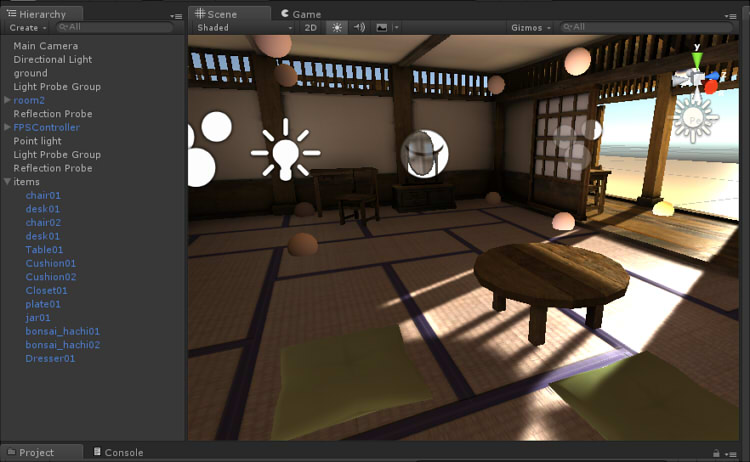 Hierarchy
Create
All
Main Camera
Directional Light
ground
Light Probe Group
room2
Reflection Probe
FPSController
Point light
Light Probe Group
Reflection Probe
items
chair01
desk01
chair02
desk01
Table01
Cushion01
Cushion02
Closet01
plate01
jar01
bonsai_hachi01
bonsai_hachi02
Dresser01
Scene
Game
Shaded
2D
Gizmos
All
y
z
Project
Console